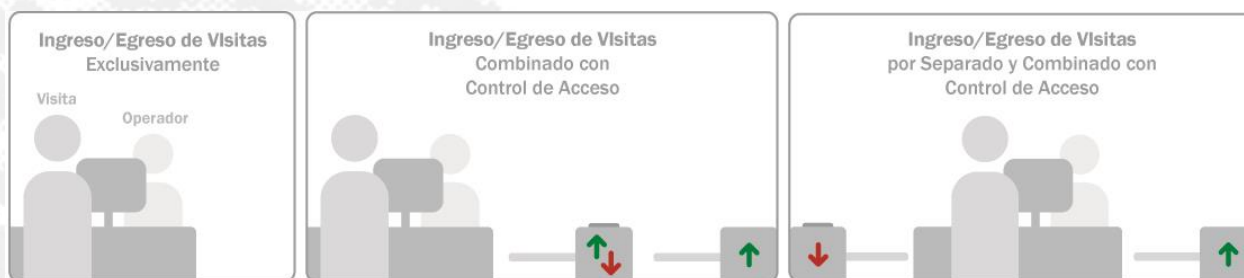 Ingreso/Egreso de VIsitas
Exclusivamente
Visita
Operador
Ingreso/Egreso de VIsitas
Combinado con
Control de Acceso
Ingreso/Egreso de VIsitas
por Separado y Combinado con
Control de Acceso